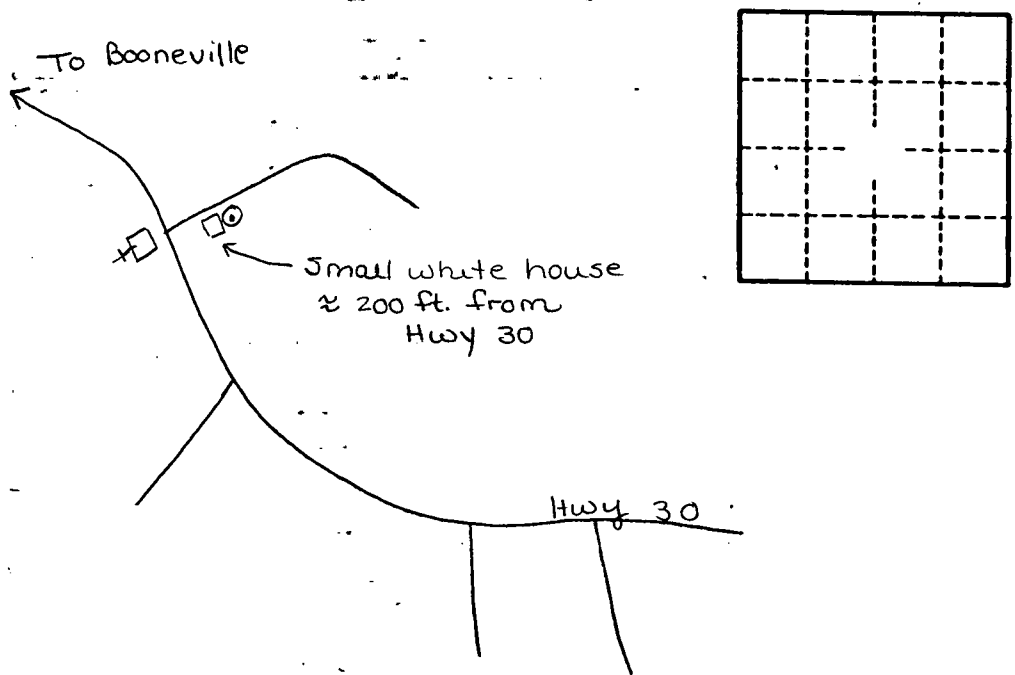 To Booneville
Small white house
≈ 200 ft. from
Hwy 30
Hwy 30